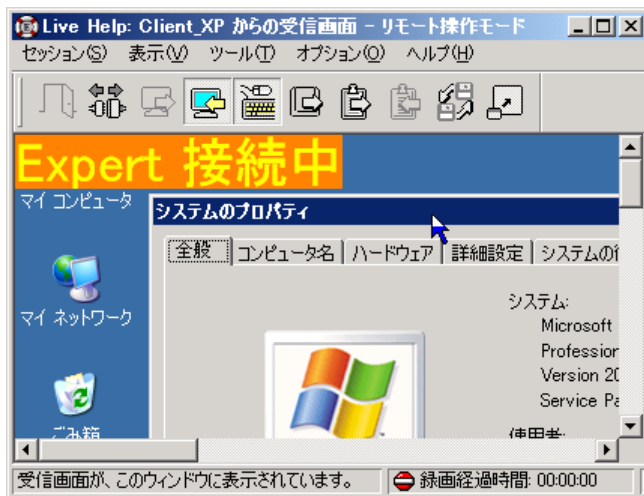 Live Help: Client_XP からの受信画面 - リモート操作モード
セッション(S) 表示(V) ツール(T) オプション(O) ヘルプ(H)
Expert 接続中
マイ コンピュータ
システムのプロパティ
全般 コンピュータ名 ハードウェア 詳細設定 システムの
システム:
マイ ネットワーク
Microsoft
Version 20
Service
ごみ箱
使用者:
受信画面が、このウィンドウに表示されています。 録画経過時間: 00:00:00